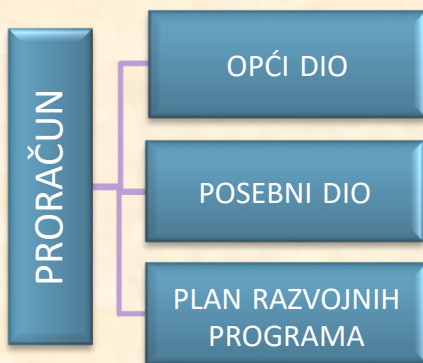 PRORAČUN
OPĆI DIO
POSEBNI DIO
PLAN RAZVOJNIH
PROGRAMA